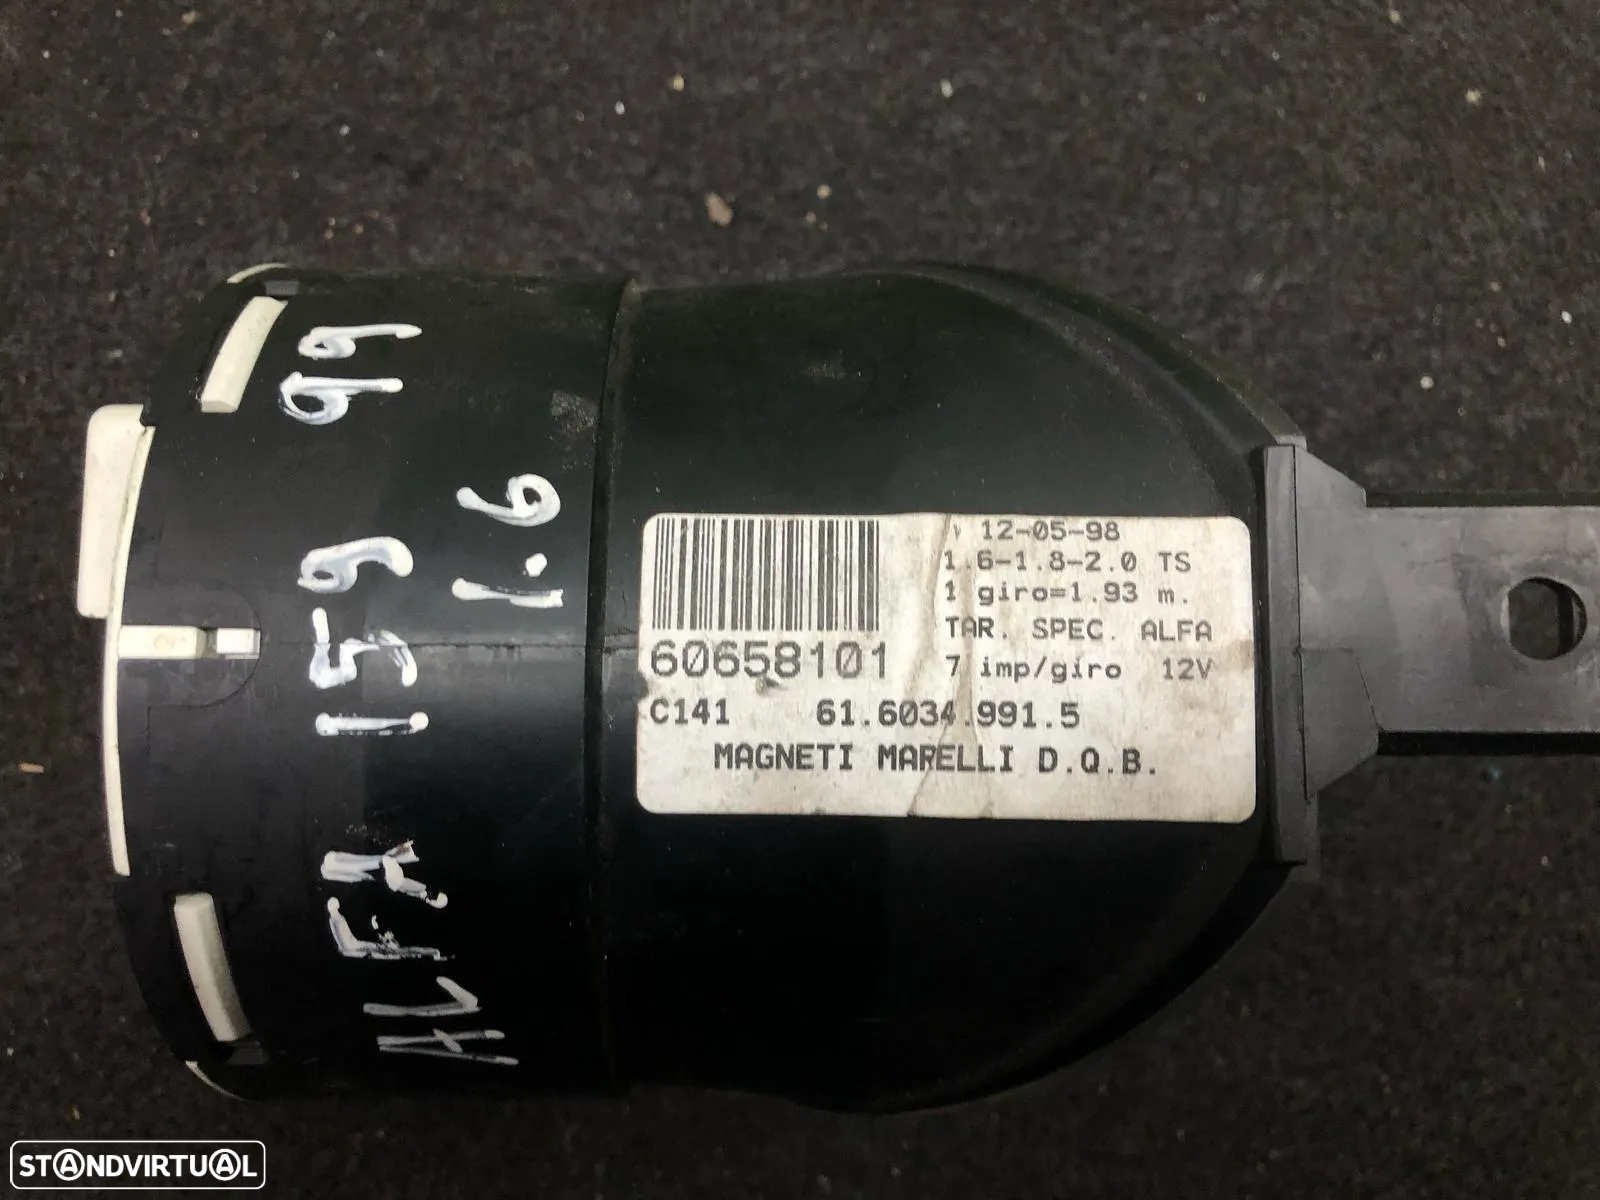 ALFA 159 99
1.6
12-05-98
1.6-1.8-2.0 TS
1 giro=1.93 m.
TAR. SPEC. ALFA
7 imp/giro 12V
60658101
C141 61.6034.991.5
MAGNETI MARELLI D.Q.B.
STANDVIRTUAL